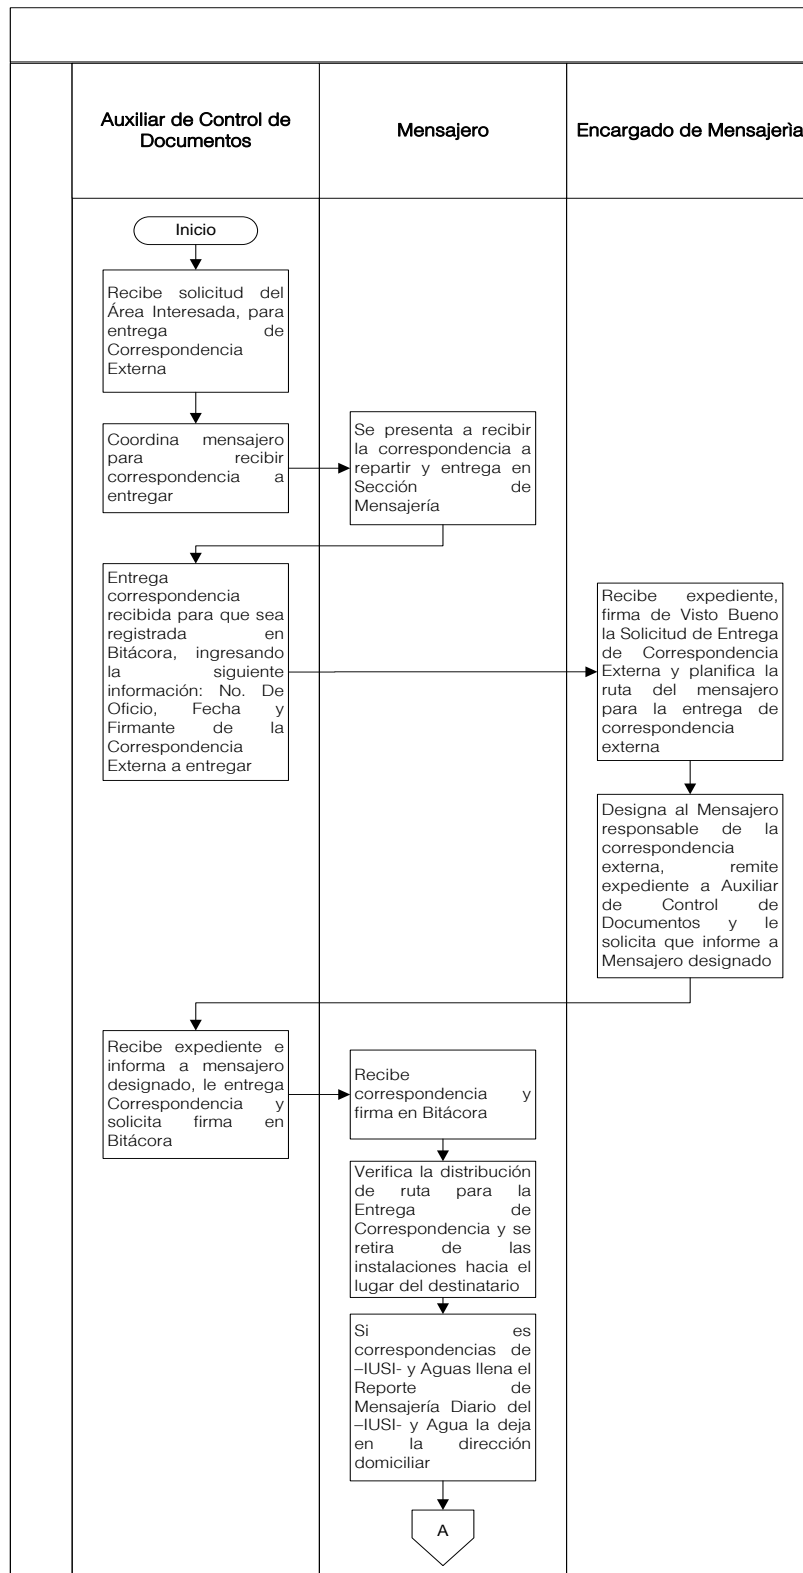 Auxiliar de Control de
Documentos
Mensajero
Encargado de Mensajerìa
Inicio
Recibe solicitud del
Área Interesada, para
entrega de
Correspondencia
Externa
Coordina mensajero
para recibir
correspondencia a
entregar
Se presenta a recibir
la correspondencia a
repartir y entrega en
Sección de
Mensajería
Entrega
correspondencia
recibida para que sea
registrada en
Bitácora, ingresando
la siguiente
información: No. De
Oficio, Fecha y
Firmante de la
Correspondencia
Externa a entregar
Recibe expediente,
firma de Visto Bueno
la Solicitud de Entrega
de Correspondencia
Externa y planifica la
ruta del mensajero
para la entrega de
correspondencia
externa
Designa al Mensajero
responsable de la
correspondencia
externa, remite
expediente a Auxiliar
de Control de
Documentos y le
solicita que informe a
Mensajero designado
Recibe expediente e
informa a mensajero
designado, le entrega
Correspondencia y
solicita firma en
Bitácora
Recibe
correspondencia y
firma en Bitácora
Verifica la distribución
de ruta para la
Entrega de
Correspondencia y se
retira de las
instalaciones hacia el
lugar del destinatario
Si es
correspondencias de
–IUSI- y Aguas llena el
Reporte de
Mensajería Diario del
–IUSI- y Agua la deja
en la dirección
domiciliar
A